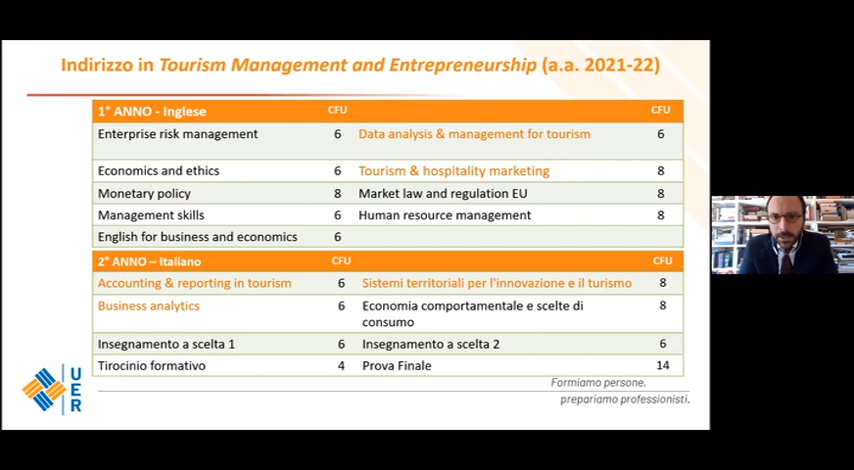 Indirizzo in Tourism Management and Entrepreneurship (a.a. 2021-22)
1° ANNO - Inglese CFU CFU
Enterprise risk management 6 Data analysis & management for tourism 6
Economics and ethics 6 Tourism & hospitality marketing 8
Monetary policy 8 Market law and regulation EU 8
Management skills 6 Human resource management 8
English for business and economics 6
2° ANNO – Italiano CFU CFU
Accounting & reporting in tourism 6 Sistemi territoriali per l'innovazione e il turismo 8
Business analytics 6 Economia comportamentale e scelte di 8
consumo
Insegnamento a scelta 1 6 Insegnamento a scelta 2 6
Tirocinio formativo 4 Prova Finale 14
UER
Formiamo persone,
prepariamo professionisti.